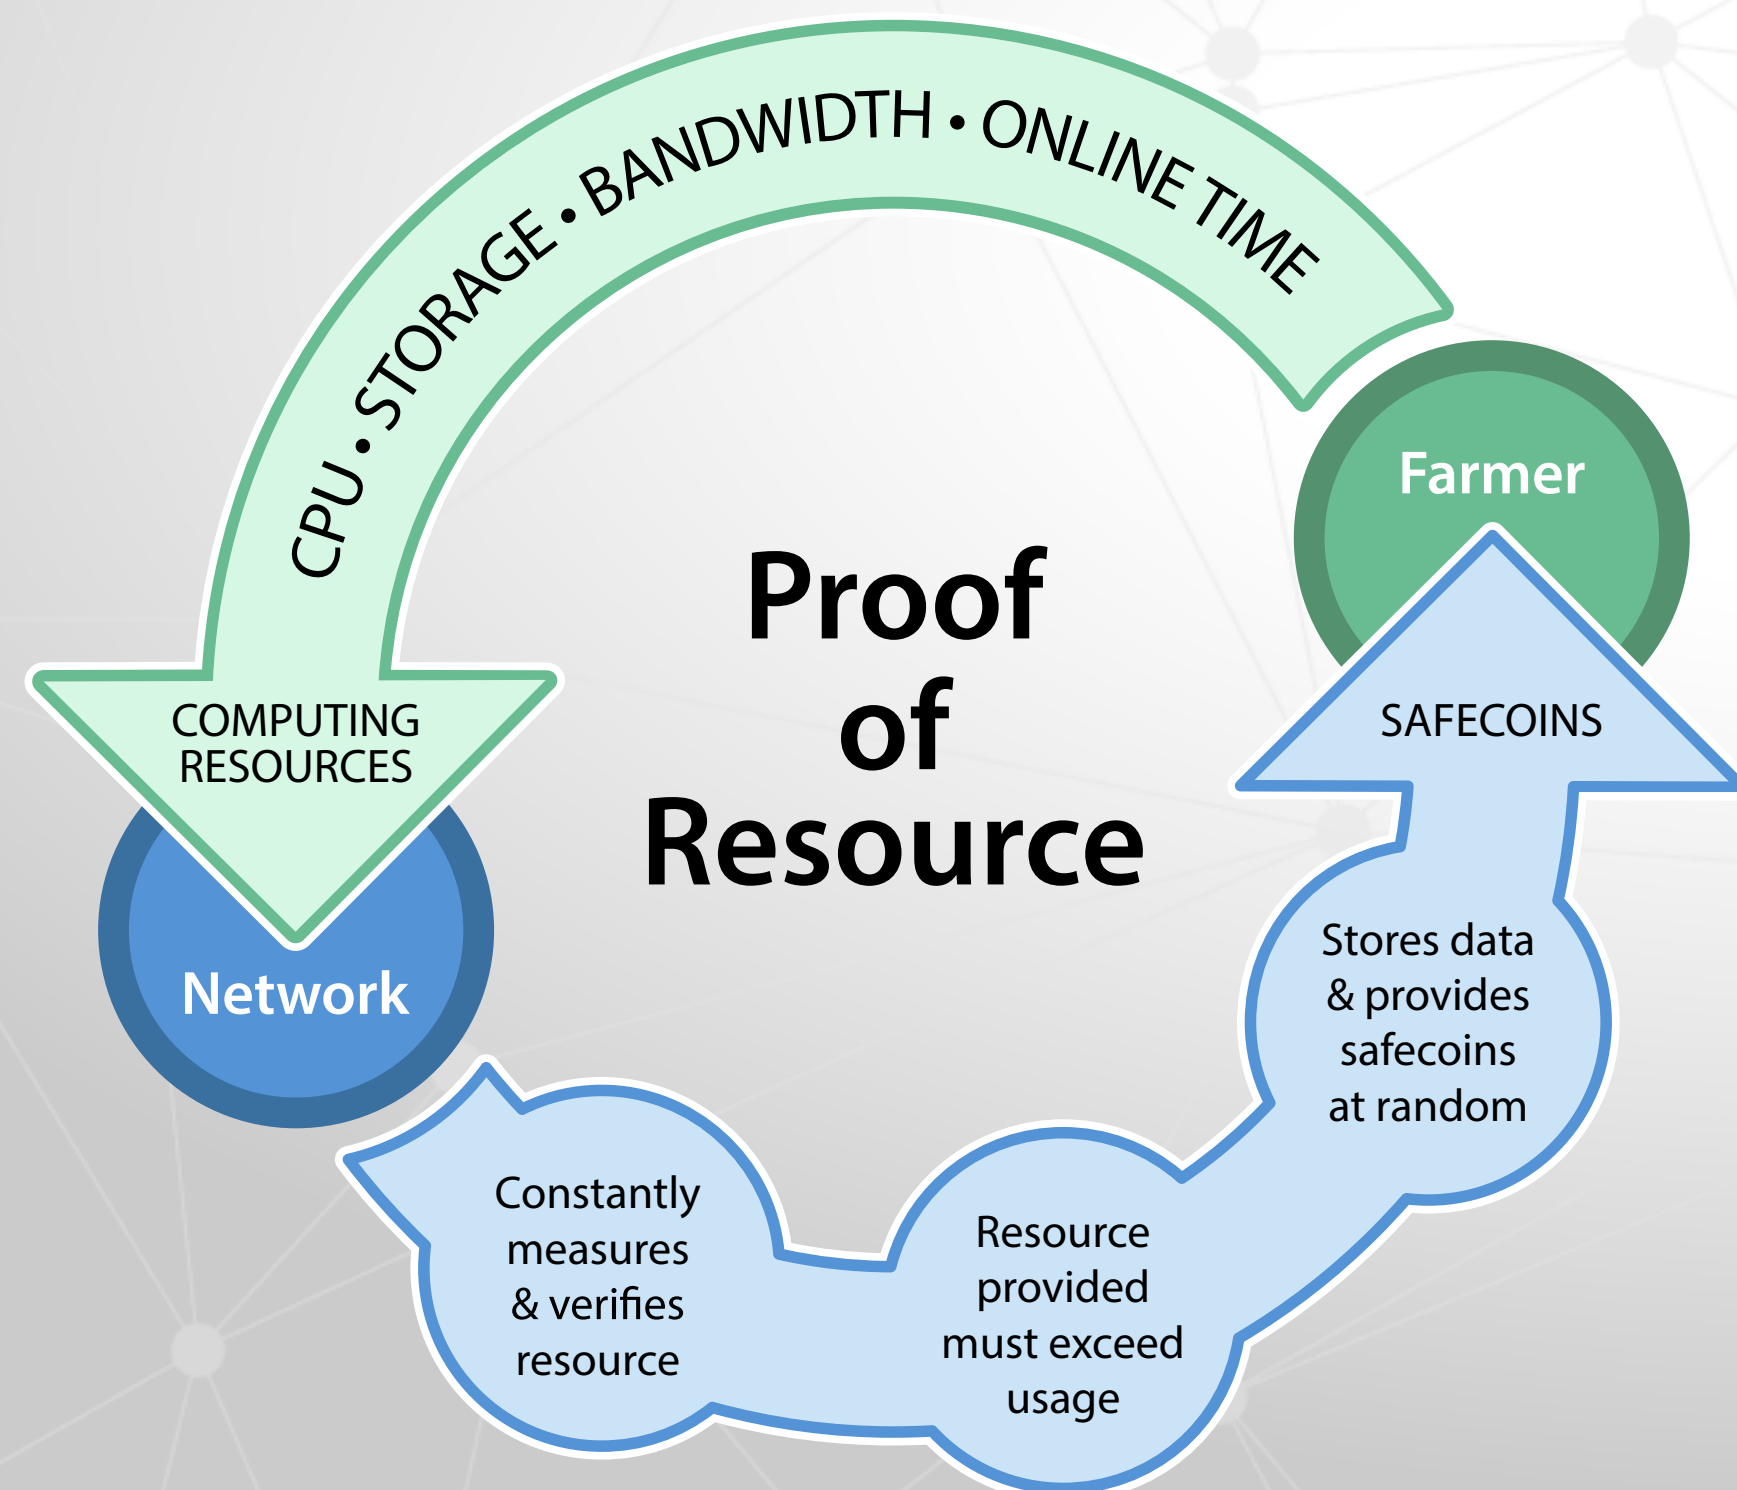 CPU • STORAGE • BANDWIDTH • ONLINE TIME
Farmer
Proof
of
Resource
COMPUTING
RESOURCES
SAFECOINS
Network
Stores data
& provides
safecoins
at random
Constantly
measures
& verifies
resource
Resource
provided
must exceed
usage